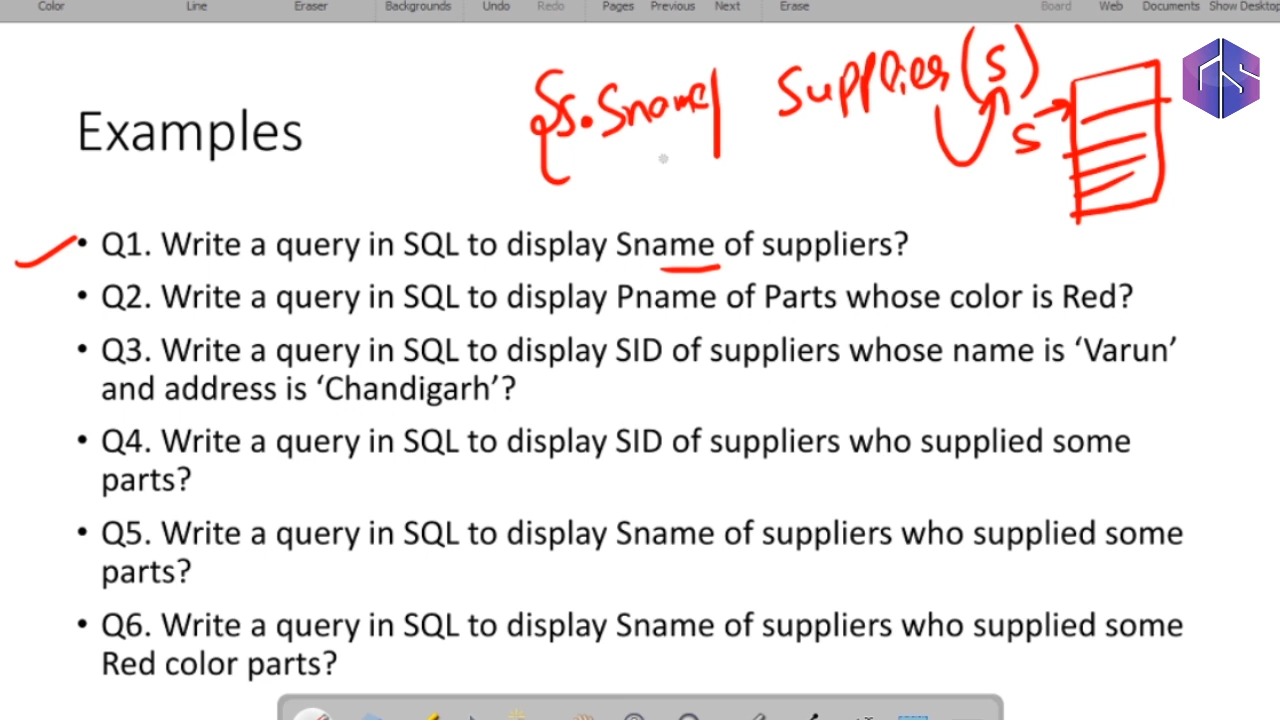 Color Line Eraser Backgrounds Undo Redo Pages Previous Next Erase Board Web Documents Show Desktop
{s.Sname| Supplier(s)
s
Examples
• Q1. Write a query in SQL to display Sname of suppliers?
• Q2. Write a query in SQL to display Pname of Parts whose color is Red?
• Q3. Write a query in SQL to display SID of suppliers whose name is ‘Varun’
and address is ‘Chandigarh’?
• Q4. Write a query in SQL to display SID of suppliers who supplied some
parts?
• Q5. Write a query in SQL to display Sname of suppliers who supplied some
parts?
• Q6. Write a query in SQL to display Sname of suppliers who supplied some
Red color parts?